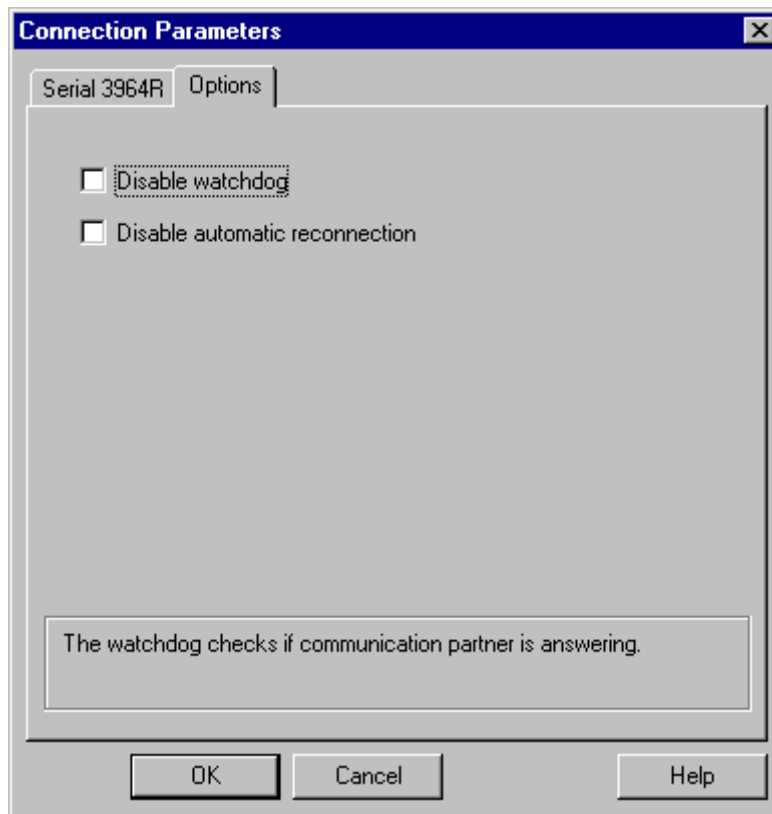 Connection Parameters
Serial 3964R
Options
Disable watchdog
Disable automatic reconnection
The watchdog checks if communication partner is answering.
OK
Cancel
Help